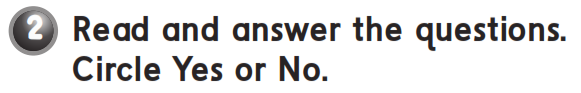 2 Read and answer the questions.
Circle Yes or No.